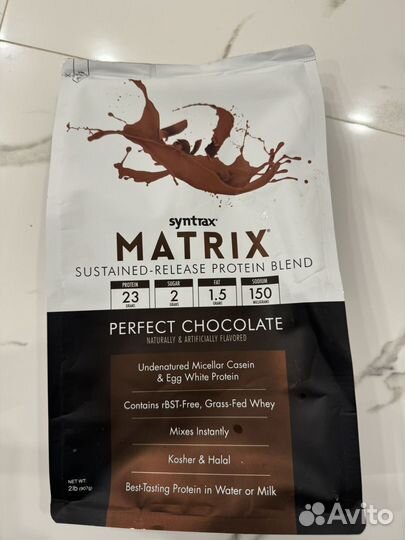 syntrax®
MATRIX®
SUSTAINED-RELEASE PROTEIN BLEND
PROTEIN SUGAR FAT SODIUM
23 2 1.5 150
GRAMS GRAMS GRAMS MILLIGRAMS
PERFECT CHOCOLATE
NATURALLY & ARTIFICIALLY FLAVORED
Undenatured Micellar Casein
& Egg White Protein
Contains rBST-Free, Grass-Fed Whey
Mixes Instantly
Kosher & Halal
Best-Tasting Protein in Water or Milk
NET WT.
2lb (907g)
Avito